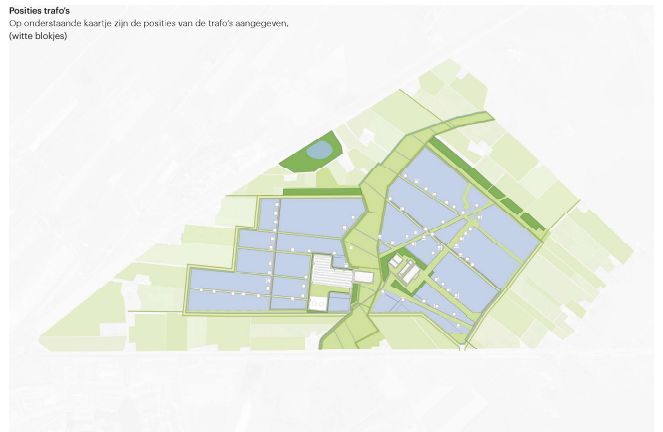 Posities trafo's
Op onderstaande kaartje zijn de posities van de trafo's aangegeven,
(witte blokjes)